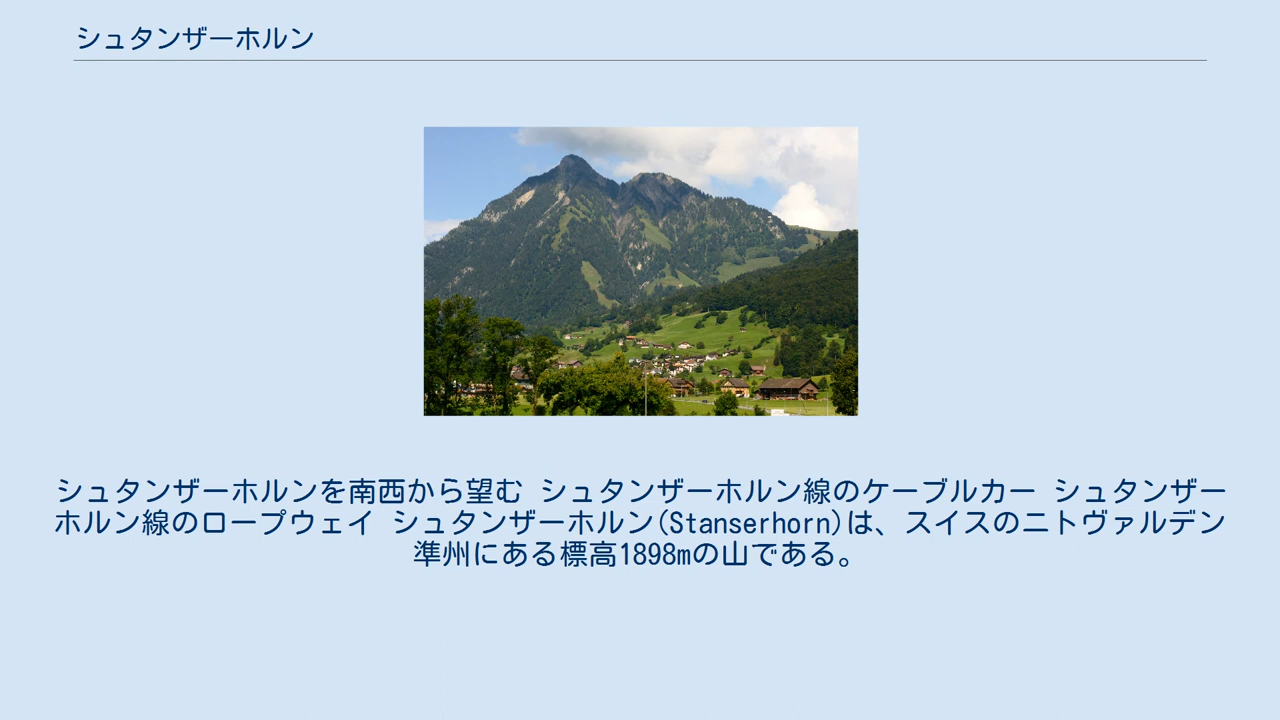 シュタンザーホルン
シュタンザーホルンを南西から望む シュタンザーホルン線のケーブルカー シュタンザー
ホルン線のロープウェイ シュタンザーホルン(Stanserhorn)は、スイスのニトヴァルデン
準州にある標高1898mの山である。